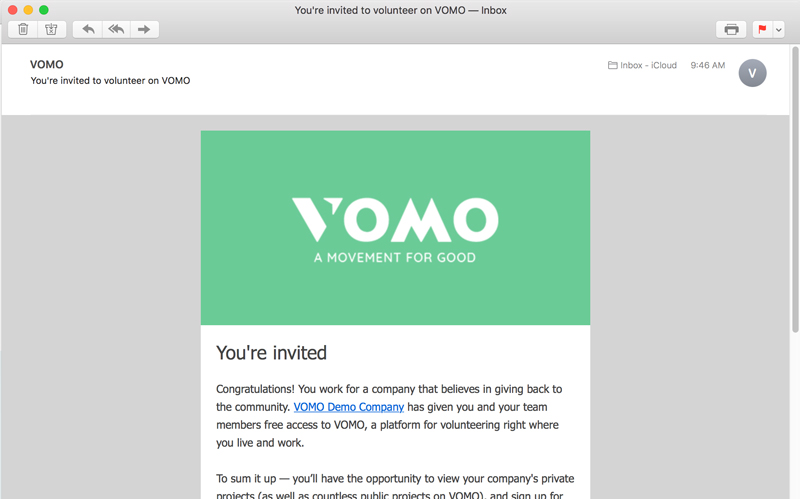 You're invited to volunteer on VOMO — Inbox
VOMO
Inbox - iCloud
9:46 AM
V
You're invited to volunteer on VOMO
VOMO
A MOVEMENT FOR GOOD
You're invited
Congratulations! You work for a company that believes in giving back to
the community. VOMO Demo Company has given you and your team
members free access to VOMO, a platform for volunteering right where
you live and work.
To sum it up — you’ll have the opportunity to view your company's private
projects (as well as countless public projects on VOMO), and sign up for